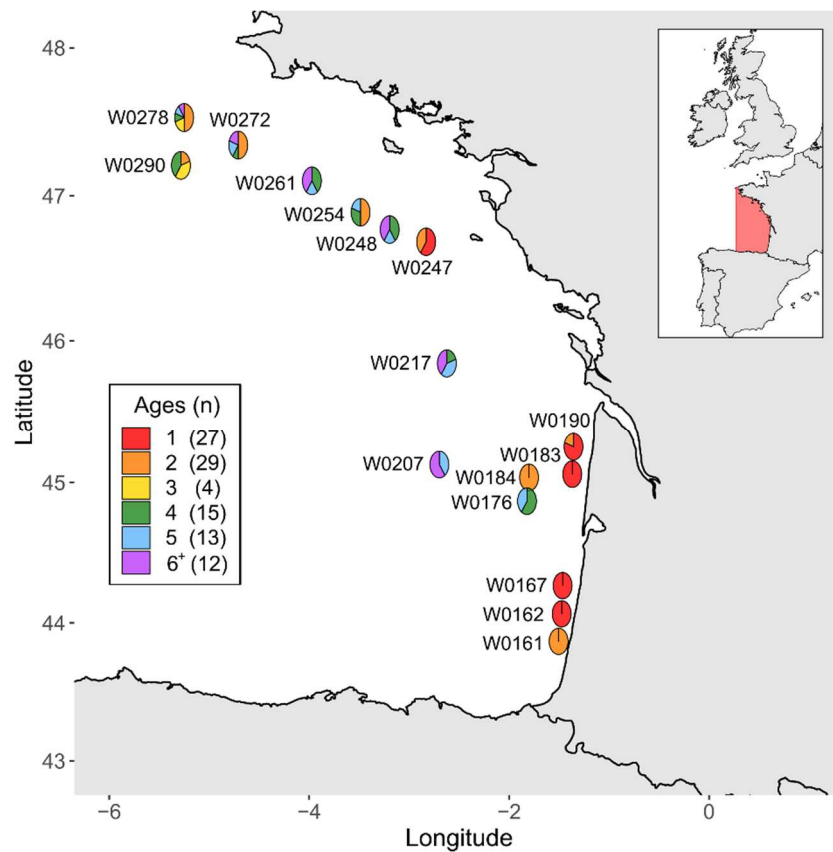 48
47
46
45
44
43
Latitude
−6
−4
−2
0
Longitude
W0278
W0272
W0290
W0261
W0254
W0248
W0247
W0217
W0190
W0183
W0207
W0184
W0176
W0167
W0162
W0161
Ages (n)
1 (27)
2 (29)
3 (4)
4 (15)
5 (13)
6+ (12)